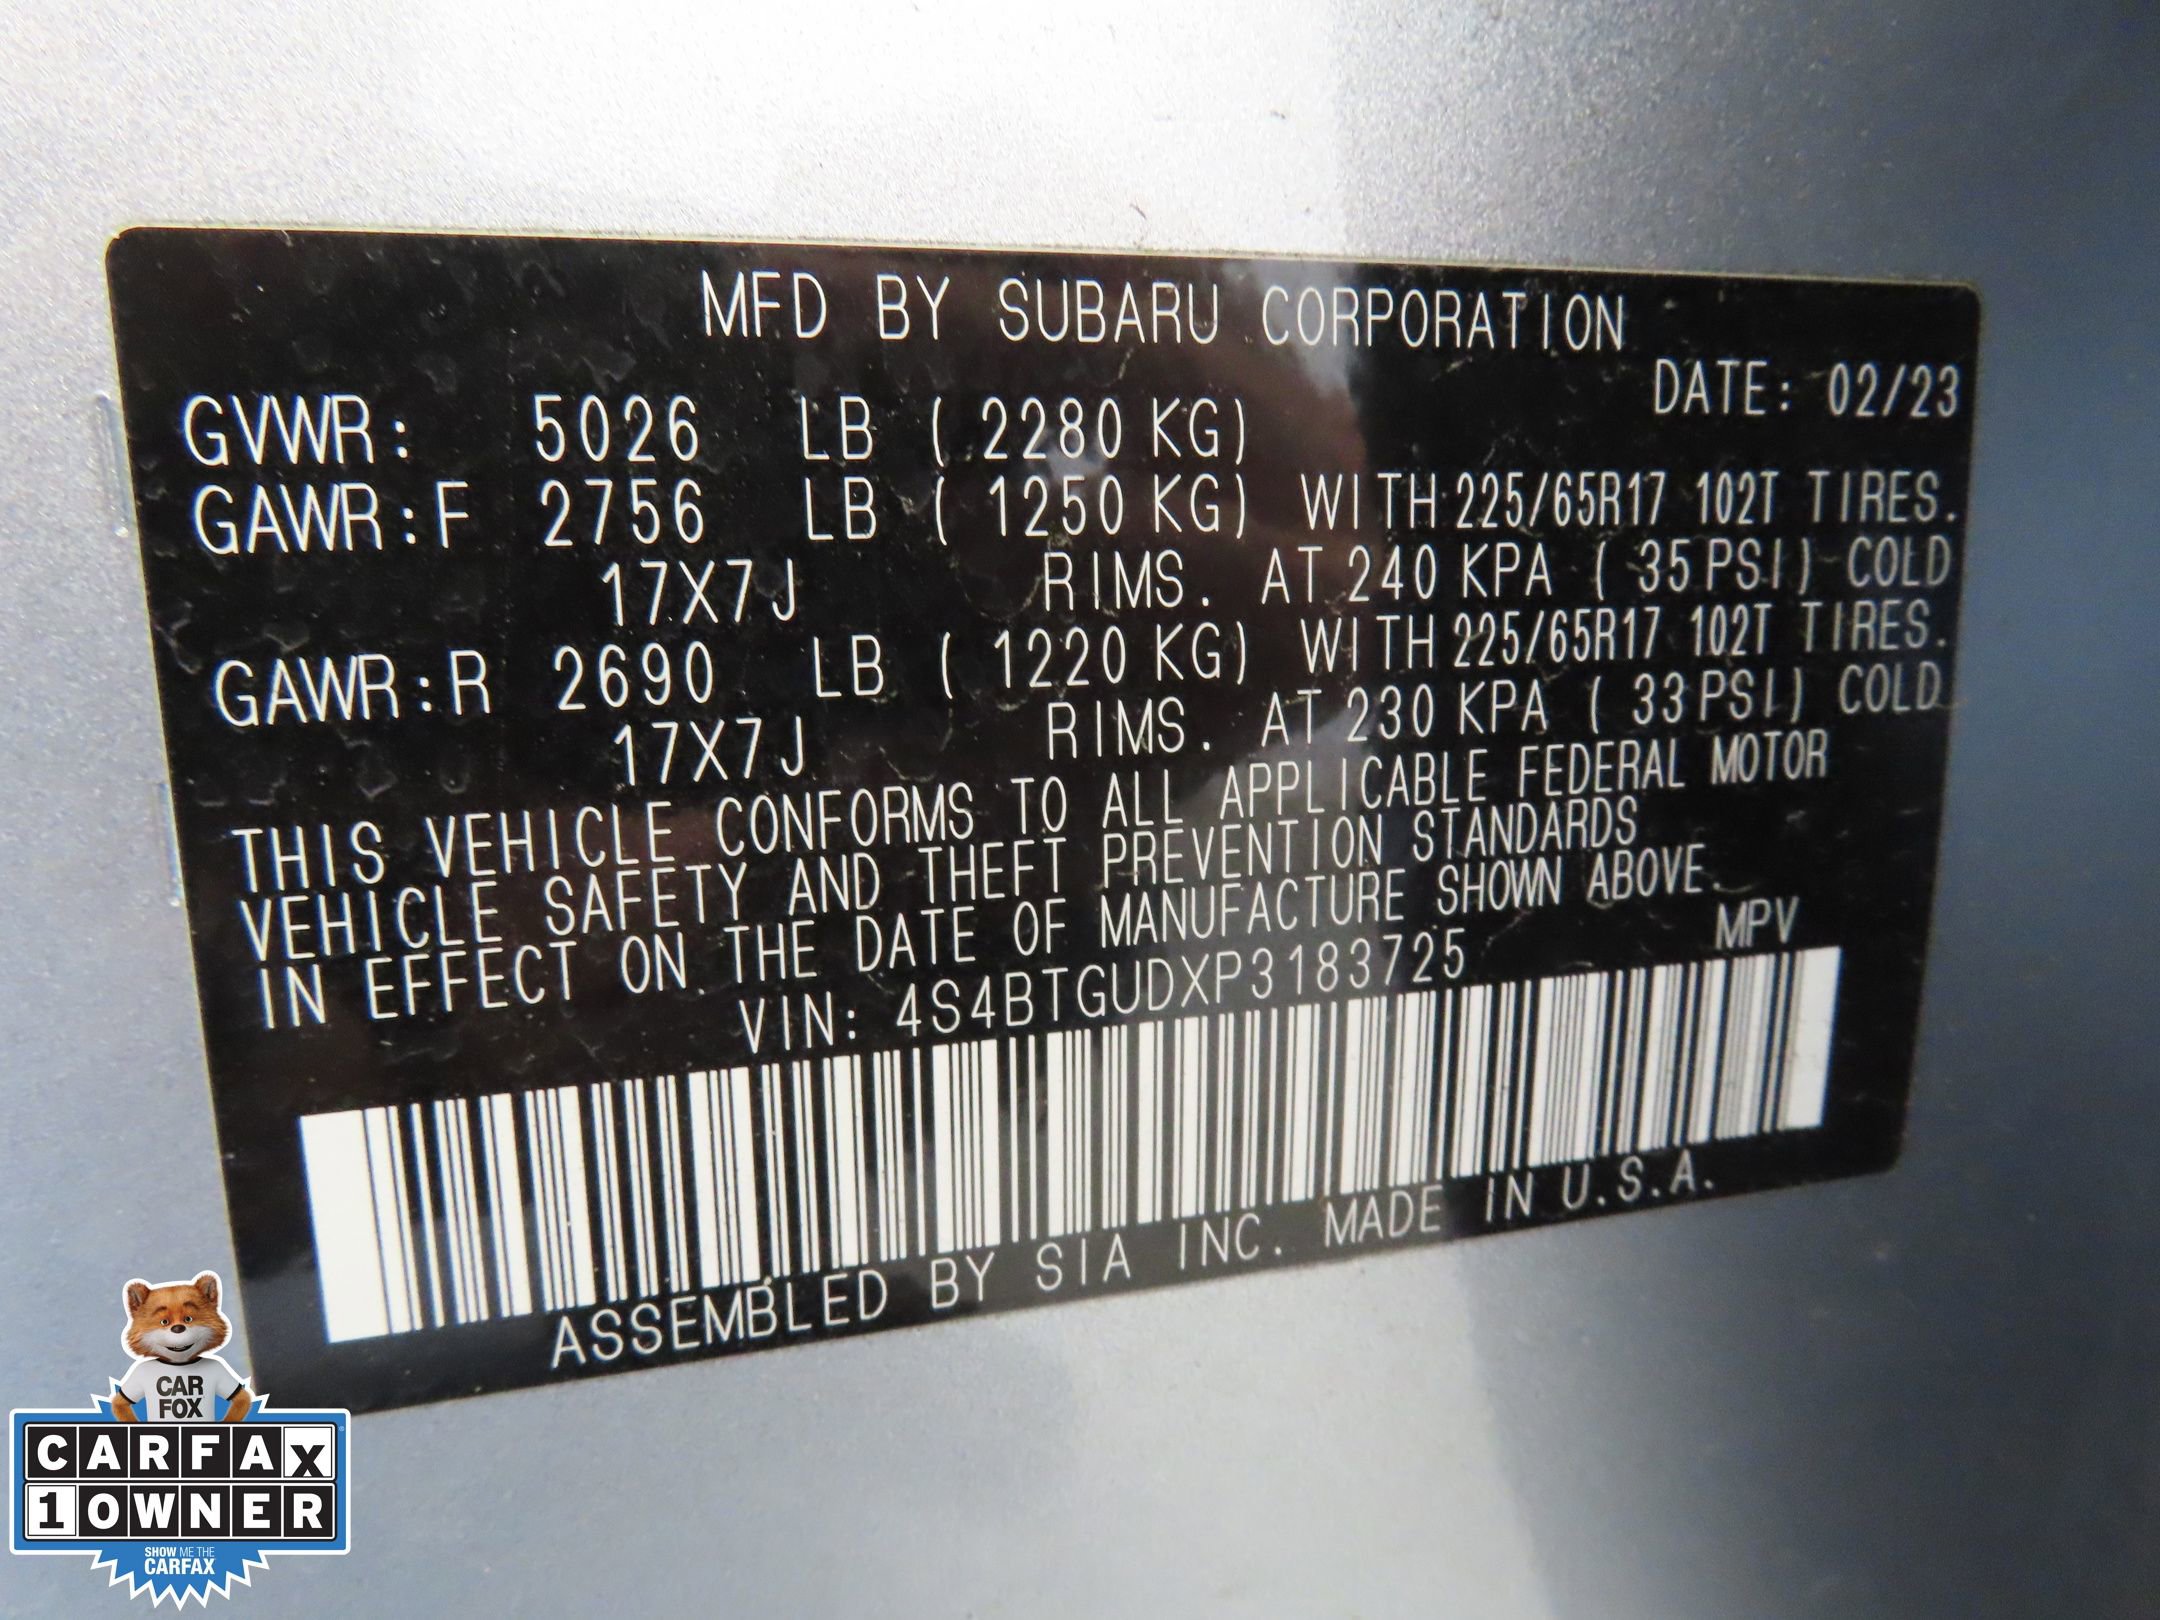 MFD BY SUBARU CORPORATION
DATE: 02/23
GVWR: 5026 LB (2280 KG)
GAWR:F 2756 LB (1250 KG) WITH 225/65R17 102T TIRES.
17X7J RIMS. AT 240 KPA (35 PSI) COLD
GAWR:R 2690 LB (1220 KG) WITH 225/65R17 102T TIRES.
17X7J RIMS. AT 230 KPA (33 PSI) COLD
THIS VEHICLE CONFORMS TO ALL APPLICABLE FEDERAL MOTOR
VEHICLE SAFETY AND THEFT PREVENTION STANDARDS
IN EFFECT ON THE DATE OF MANUFACTURE SHOWN ABOVE.
VIN: 4S4BTGUDXP3183725 MPV
ASSEMBLED BY SIA INC. MADE IN U.S.A.
CAR
FOX
CARFAX
1 OWNER
SHOW ME THE
CARFAX